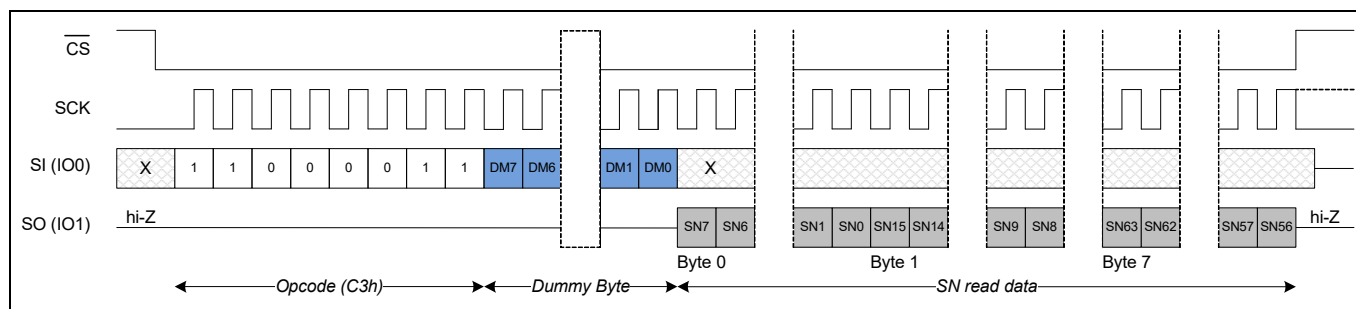 CS
SCK
SI (IO0) X 1 1 0 0 0 0 1 1 DM7 DM6 DM1 DM0 X
SO (IO1) hi-Z SN7 SN6 SN1 SN0 SN15 SN14 SN9 SN8 SN63 SN62 SN57 SN56 hi-Z
Byte 0 Byte 1 Byte 7
Opcode (C3h) Dummy Byte SN read data